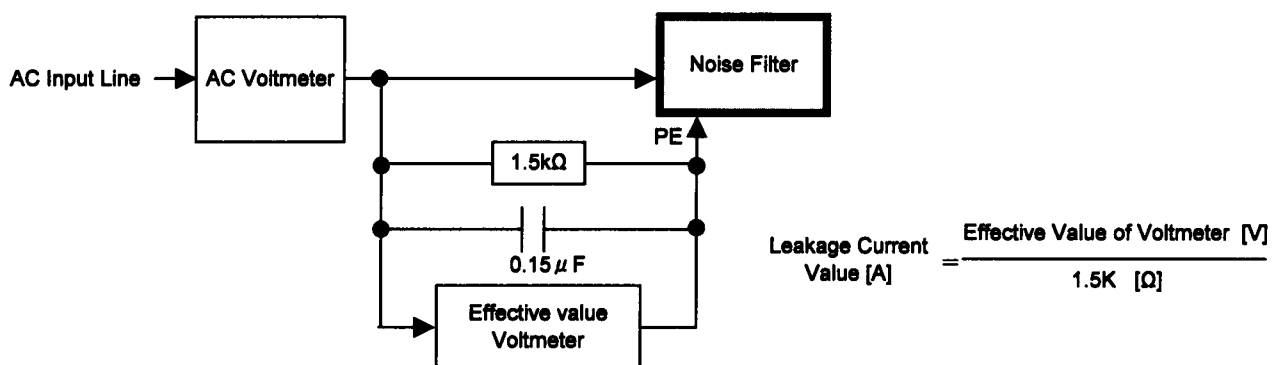 AC Input Line
AC Voltmeter
Noise Filter
PE
1.5kΩ
0.15μF
Effective value
Voltmeter
Leakage Current
Value [A]
=
Effective Value of Voltmeter [V]
1.5K [Ω]